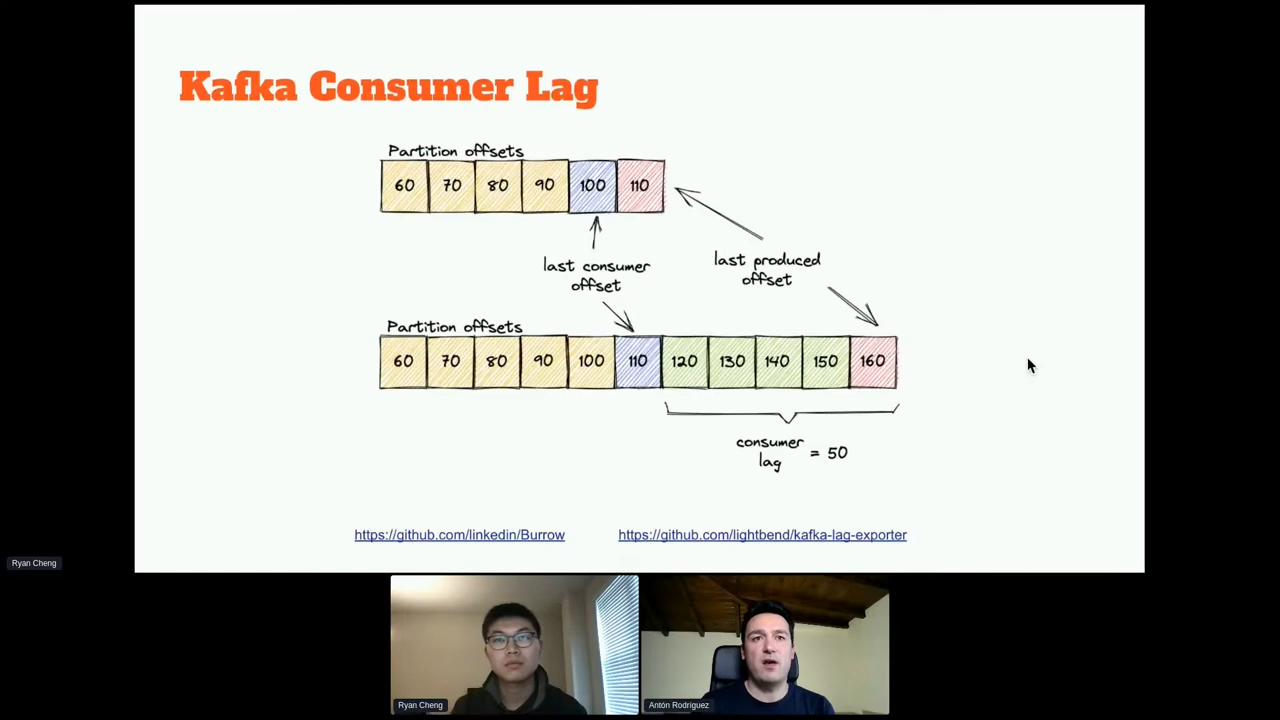 Kafka Consumer Lag
Partition offsets
60 70 80 90 100 110
last consumer
offset
last produced
offset
Partition offsets
60 70 80 90 100 110 120 130 140 150 160
consumer
lag
= 50
https://github.com/linkedin/Burrow
https://github.com/lightbend/kafka-lag-exporter
Ryan Cheng
Ryan Cheng
Antón Rodríguez